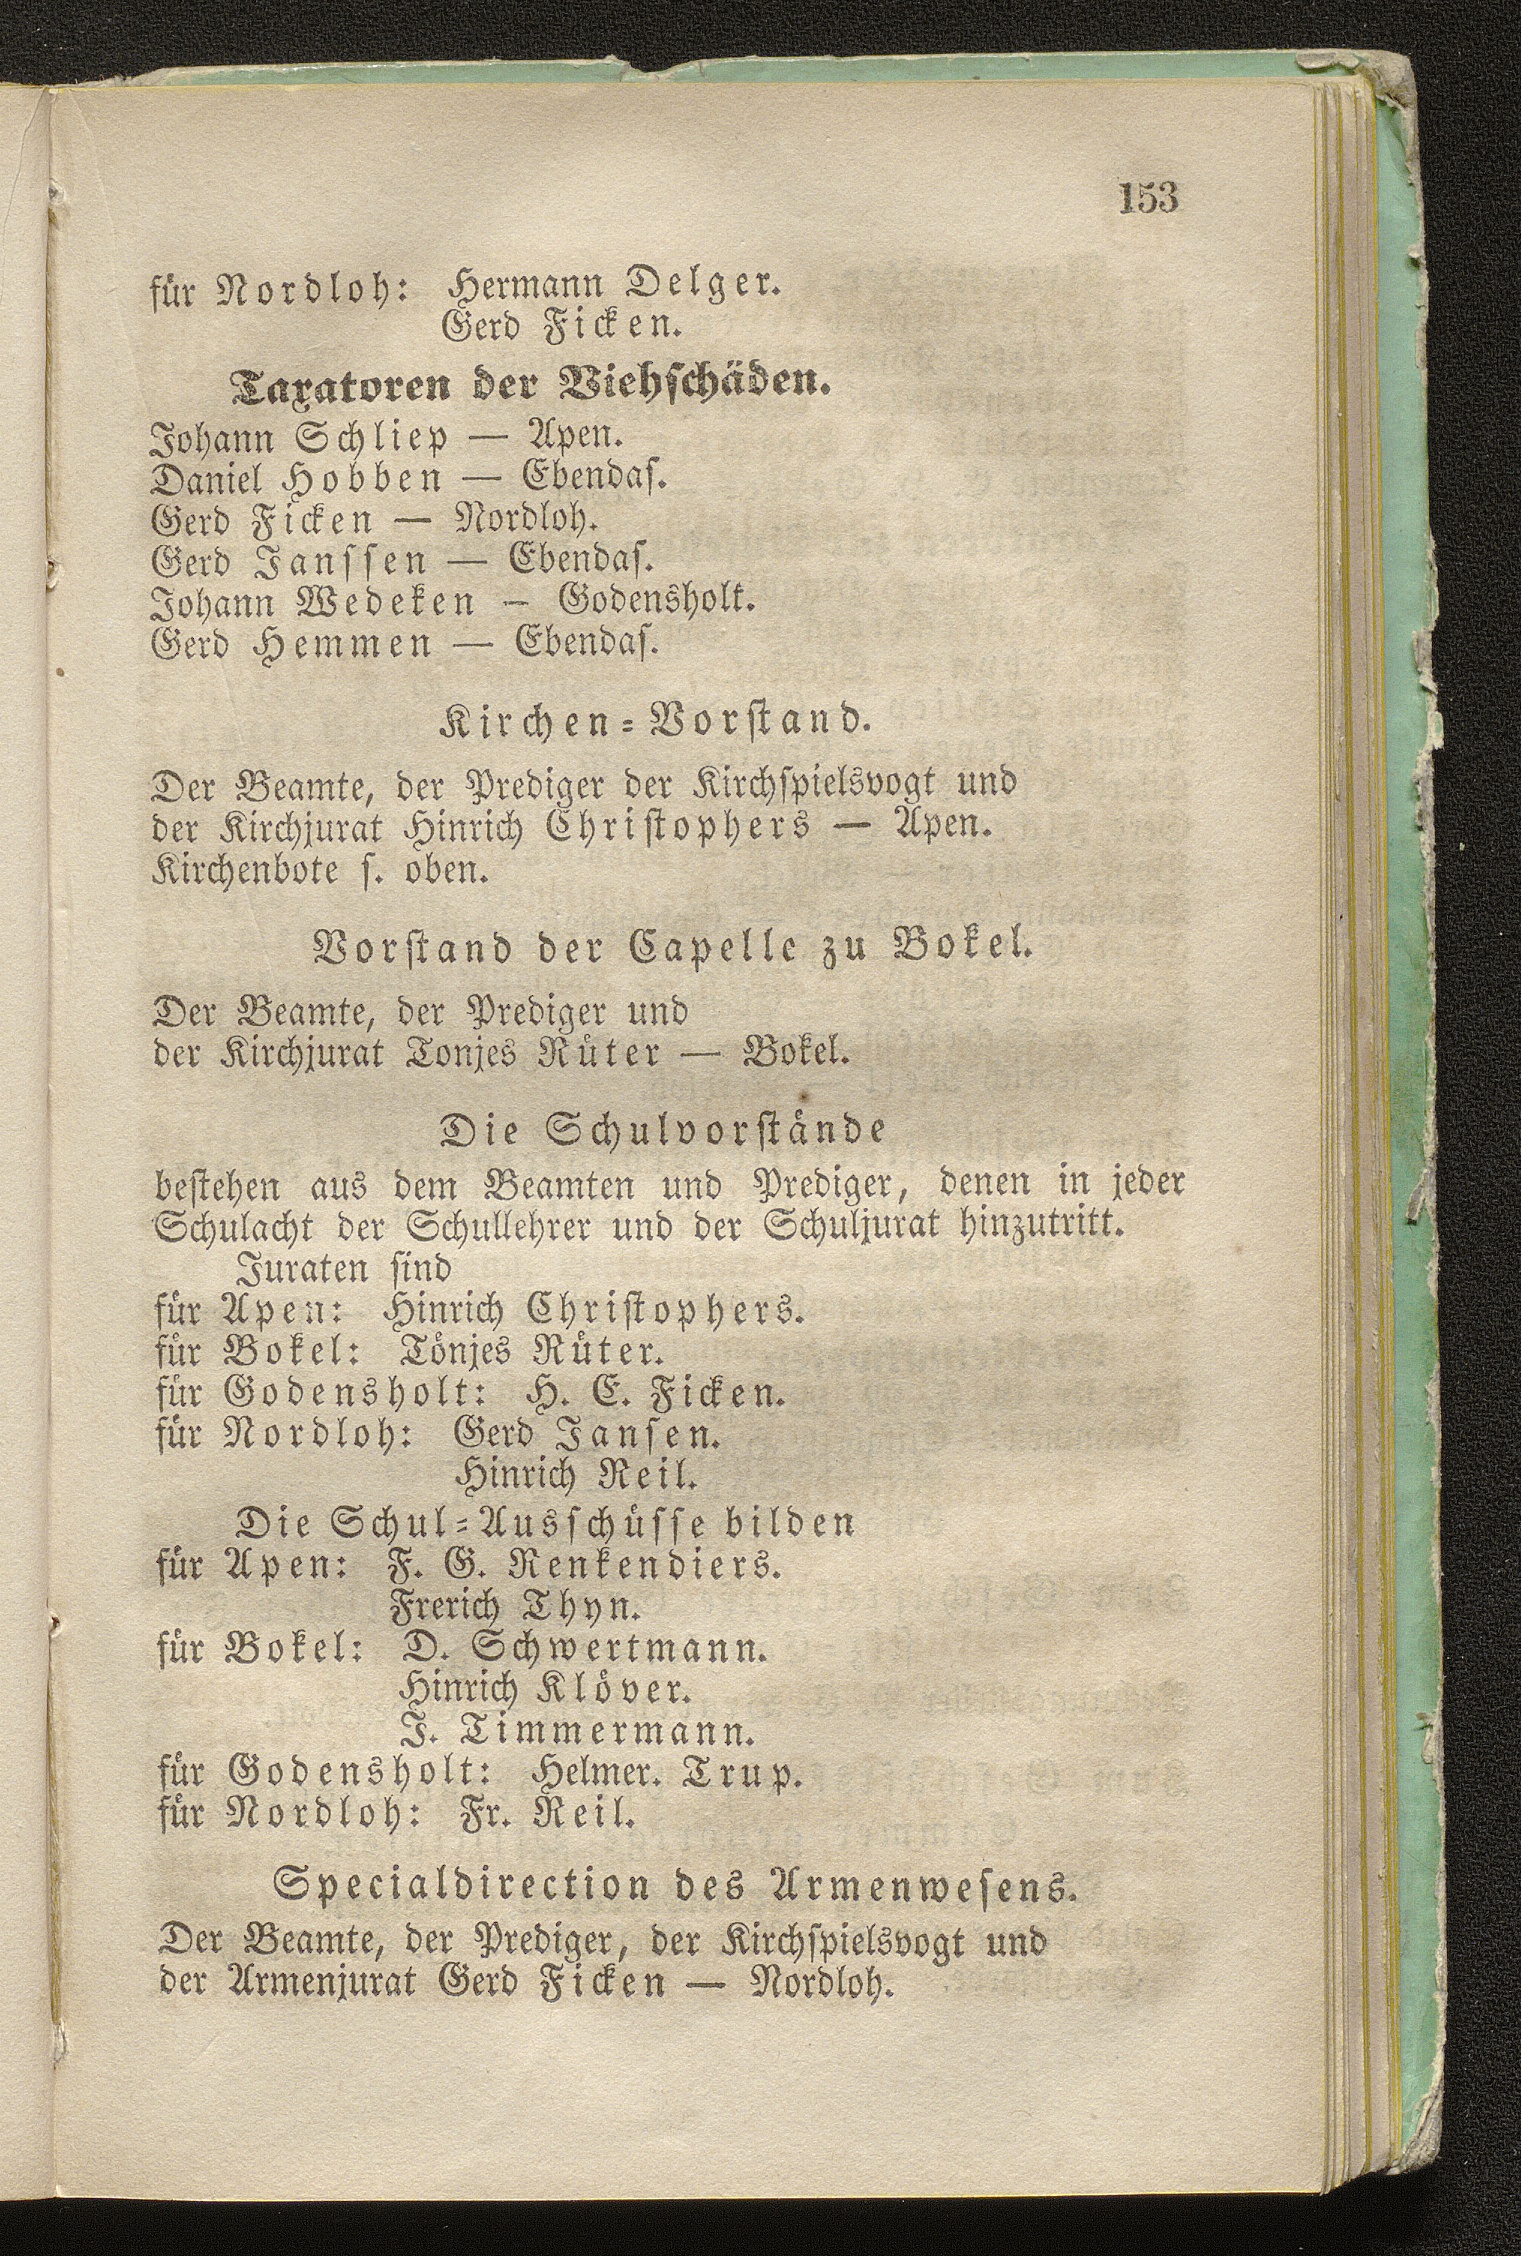 153
für Nordloh: Hermann Delger.
Gerd Ficken.
Taxatoren der Viehschäden.
Johann Schliep — Apen.
Daniel Hobben — Ebendas.
Gerd Ficken — Nordloh.
Gerd Janssen — Ebendas.
Johann Wedeken – Godensholt.
Gerd Hemmen — Ebendas.
Kirchen-Vorstand.
Der Beamte, der Prediger der Kirchspielsvogt und
der Kirchjurat Hinrich Christophers — Apen.
Kirchenbote s. oben.
Vorstand der Capelle zu Bokel.
Der Beamte, der Prediger und
der Kirchjurat Tonjes Rüter — Bokel.
Die Schulvorstände
bestehen aus dem Beamten und Prediger, denen in jeder
Schulacht der Schullehrer und der Schuljurat hinzutritt.
Juraten sind
für Apen: Hinrich Christophers.
für Bokel: Tönjes Rüter.
für Godensholt: H. E. Ficken.
für Nordloh: Gerd Jansen.
Hinrich Reil.
Die Schul-Ausschüsse bilden
für Apen: F. G. Renkendiers.
Frerich Thyn.
für Bokel: D. Schwertmann.
Hinrich Klöver.
J. Timmermann.
für Godensholt: Helmer. Trup.
für Nordloh: Fr. Reil.
Specialdirection des Armenwesens.
Der Beamte, der Prediger, der Kirchspielsvogt und
der Armenjurat Gerd Ficken — Nordloh.